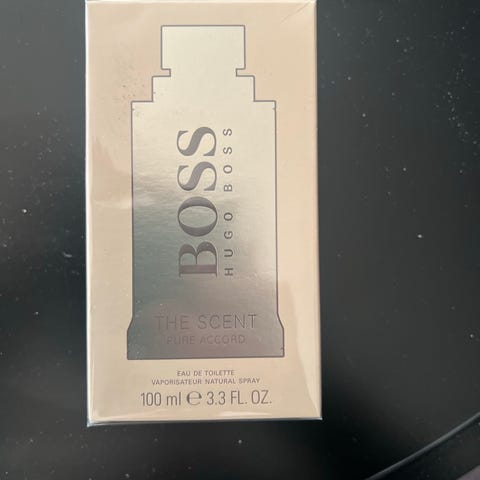 BOSS
HUGO BOSS
THE SCENT
PURE ACCORD
EAU DE TOILETTE
VAPORISATEUR NATURAL SPRAY
100 ml ℮ 3.3 FL. OZ.